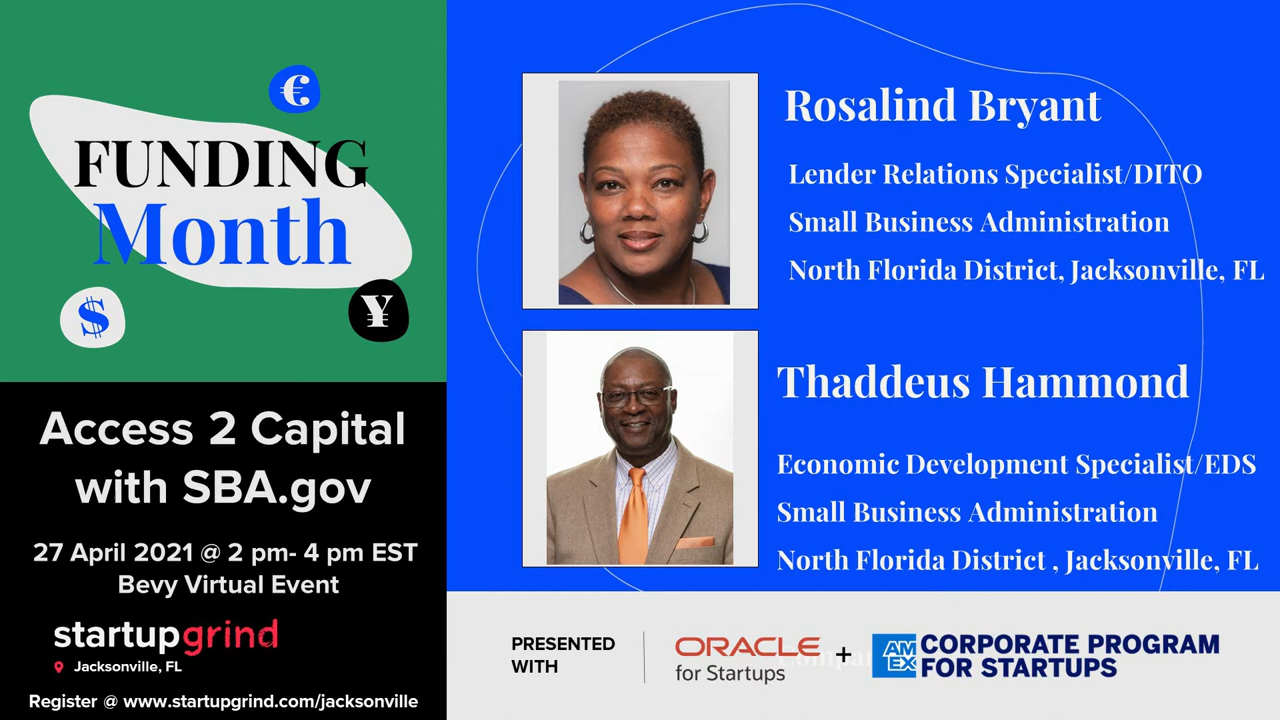 €
FUNDING
Month
$
¥
Access 2 Capital
with SBA.gov
27 April 2021 @ 2 pm- 4 pm EST
Bevy Virtual Event
startupgrind
Jacksonville, FL
Register @ www.startupgrind.com/jacksonville
Rosalind Bryant
Lender Relations Specialist/DITO
Small Business Administration
North Florida District, Jacksonville, FL
Thaddeus Hammond
Economic Development Specialist/EDS
Small Business Administration
North Florida District , Jacksonville, FL
PRESENTED
WITH
ORACLE
for Startups
+
AM
EX
CORPORATE PROGRAM
FOR STARTUPS